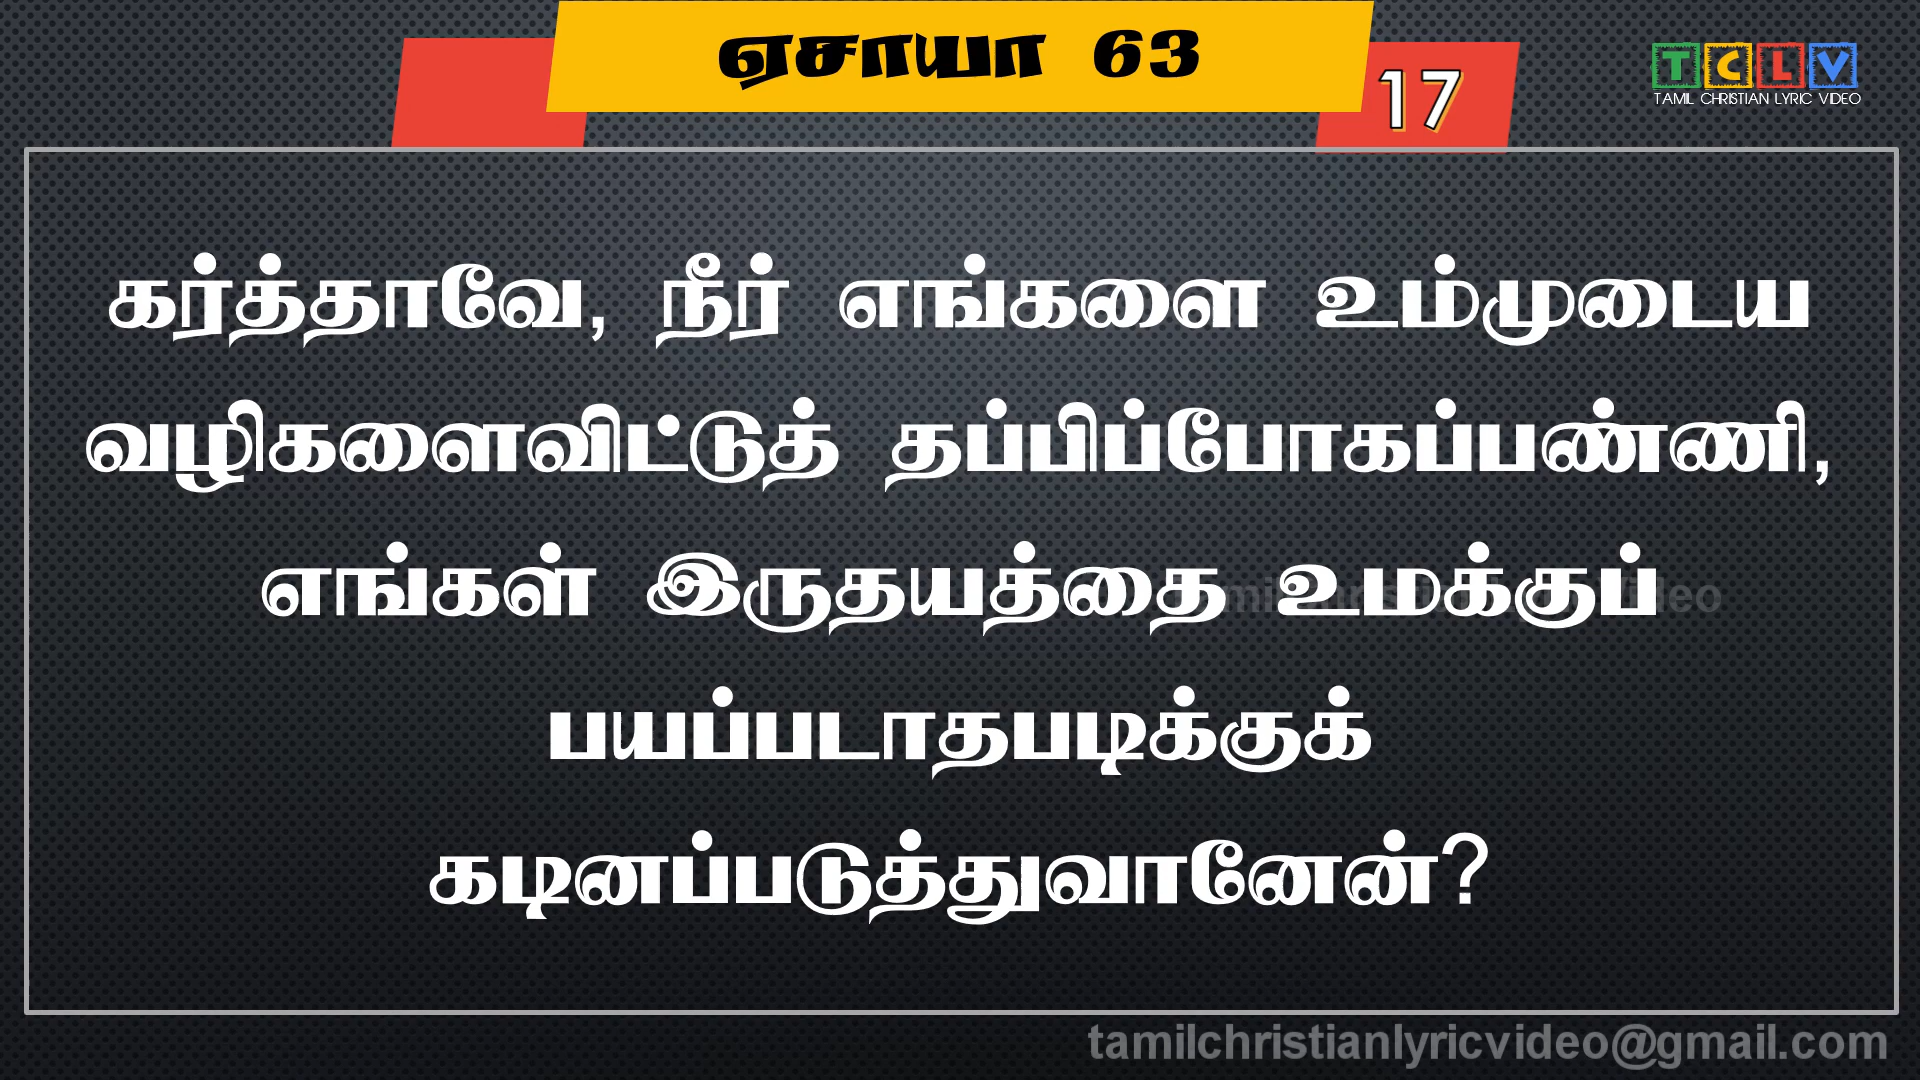 ஏசாயா 63
17
TCLV
TAMIL CHRISTIAN LYRIC VIDEO
கர்த்தாவே, நீர் எங்களை உம்முடைய
வழிகளைவிட்டுத் தப்பிப்போகப்பண்ணி,
எங்கள் இருதயத்தை உமக்குப்
பயப்படாதபடிக்குக்
கடினப்படுத்துவானேன்?
tamilchristianlyricvideo@gmail.com